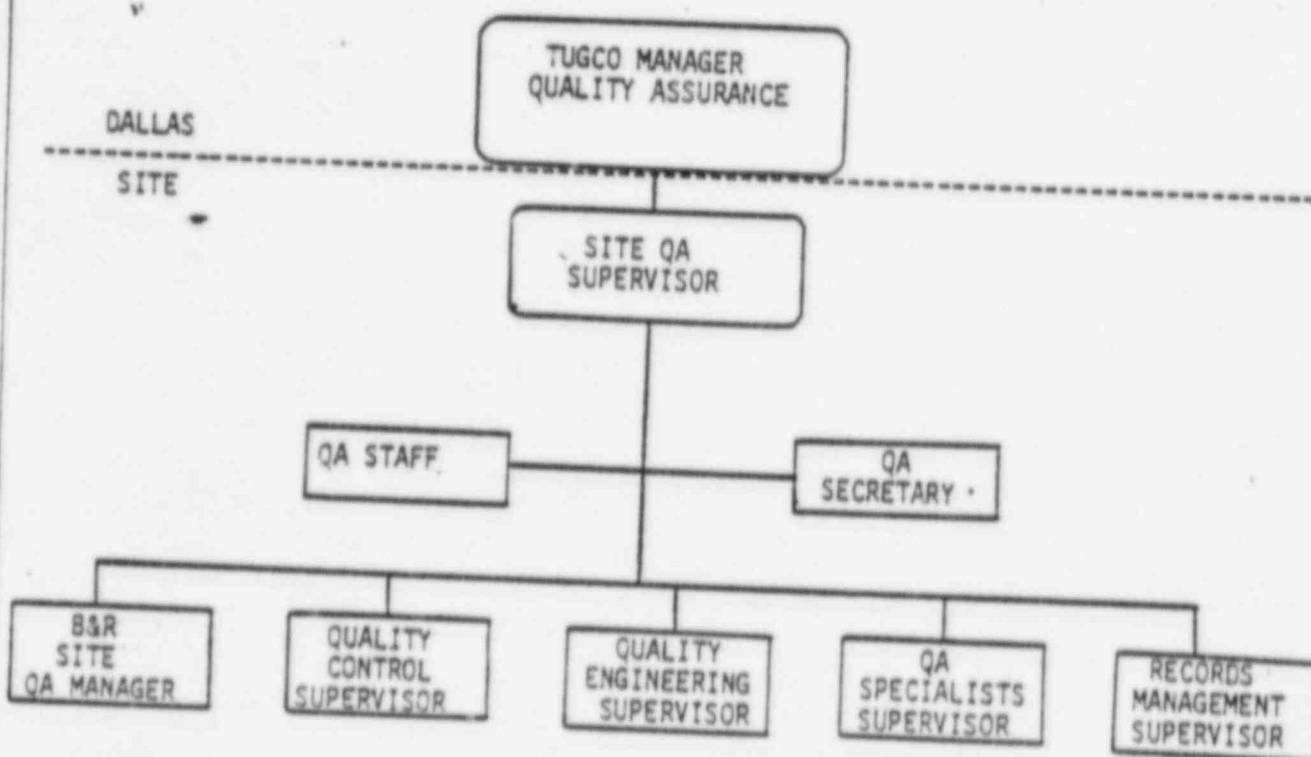 TUGCO MANAGER
QUALITY ASSURANCE
DALLAS
SITE
SITE QA
SUPERVISOR
QA STAFF
QA
SECRETARY
B&R
SITE
QA MANAGER
QUALITY
CONTROL
SUPERVISOR
QUALITY
ENGINEERING
SUPERVISOR
QA
SPECIALISTS
SUPERVISOR
RECORDS
MANAGEMENT
SUPERVISOR